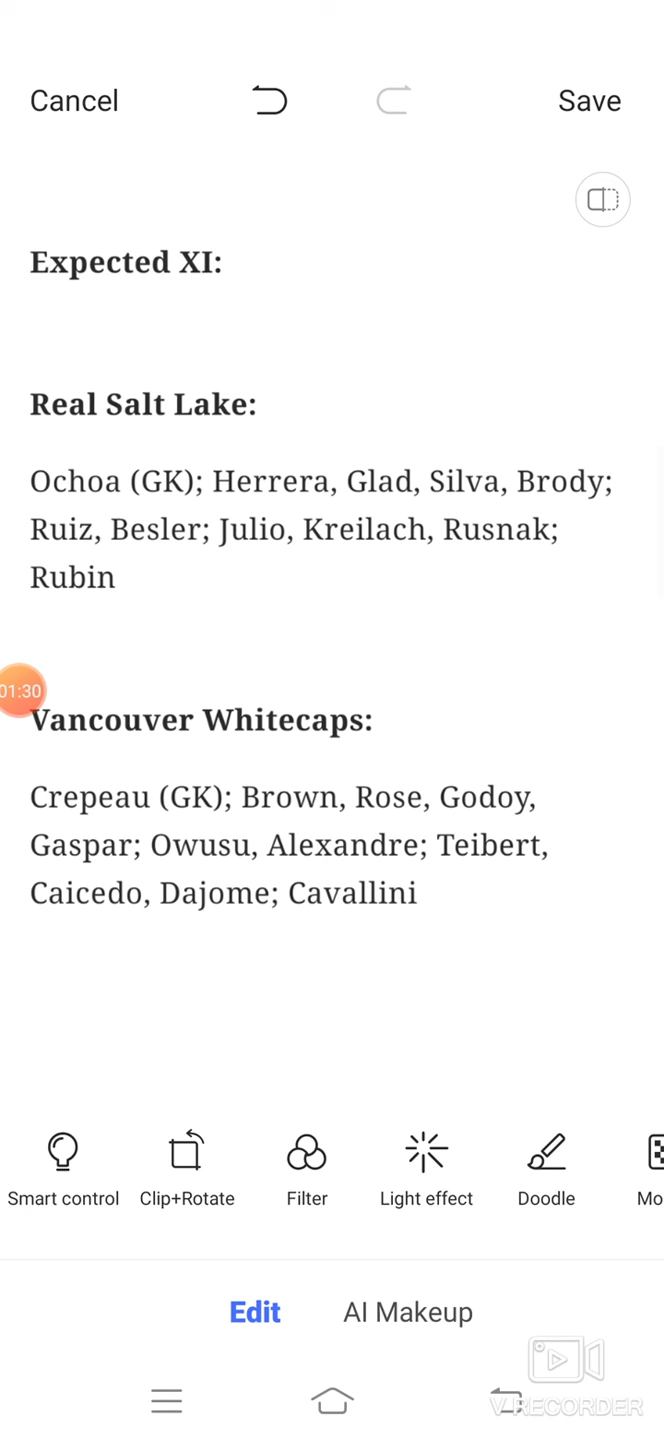 Cancel Save
Expected XI:
Real Salt Lake:
Ochoa (GK); Herrera, Glad, Silva, Brody;
Ruiz, Besler; Julio, Kreilach, Rusnak;
Rubin
01:30
Vancouver Whitecaps:
Crepeau (GK); Brown, Rose, Godoy,
Gaspar; Owusu, Alexandre; Teibert,
Caicedo, Dajome; Cavallini
Smart control Clip+Rotate Filter Light effect Doodle Mo
Edit AI Makeup
V RECORDER